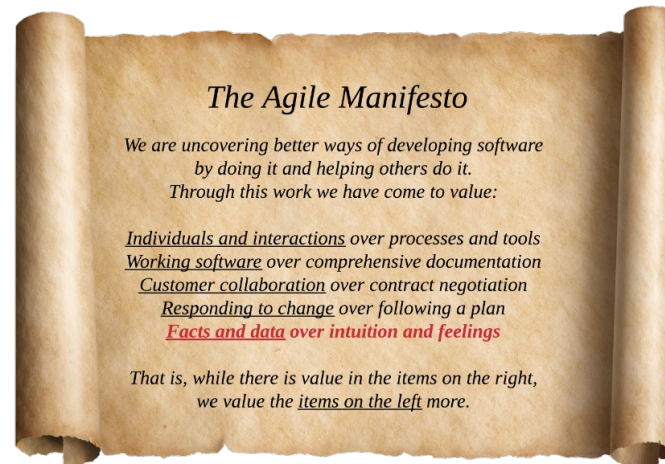 The Agile Manifesto
We are uncovering better ways of developing software
by doing it and helping others do it.
Through this work we have come to value:
Individuals and interactions over processes and tools
Working software over comprehensive documentation
Customer collaboration over contract negotiation
Responding to change over following a plan
Facts and data over intuition and feelings
That is, while there is value in the items on the right,
we value the items on the left more.